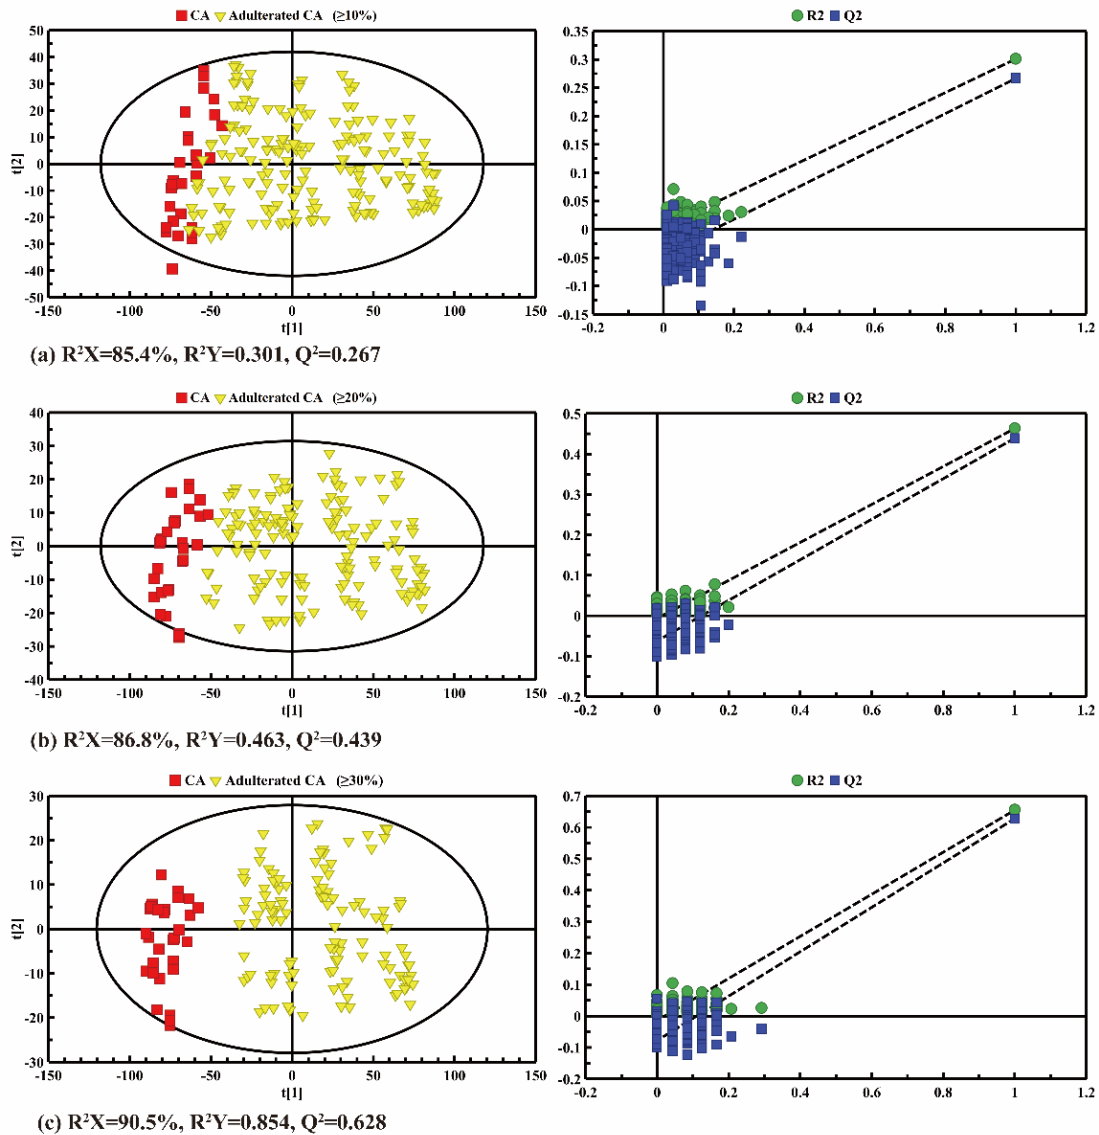 CA Adulterated CA (≥10%)
R2 Q2
50
40
30
20
10
0
-10
-20
-30
-40
-50
t[2]
-150 -100 -50 0 50 100 150
t[1]
0.35
0.3
0.25
0.2
0.15
0.1
0.05
0
-0.05
-0.1
-0.15
-0.2 0 0.2 0.4 0.6 0.8 1 1.2
(a) R²X=85.4%, R²Y=0.301, Q²=0.267
CA Adulterated CA (≥20%)
R2 Q2
40
30
20
10
0
-10
-20
-30
-40
t[2]
-150 -100 -50 0 50 100 150
t[1]
0.5
0.4
0.3
0.2
0.1
0
-0.1
-0.2
-0.2 0 0.2 0.4 0.6 0.8 1 1.2
(b) R²X=86.8%, R²Y=0.463, Q²=0.439
CA Adulterated CA (≥30%)
R2 Q2
30
20
10
0
-10
-20
-30
t[2]
-150 -100 -50 0 50 100 150
t[1]
0.7
0.6
0.5
0.4
0.3
0.2
0.1
0
-0.1
-0.2
-0.2 0 0.2 0.4 0.6 0.8 1 1.2
(c) R²X=90.5%, R²Y=0.854, Q²=0.628